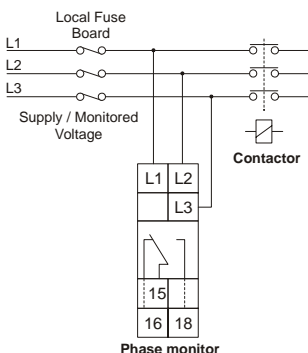 Local Fuse
Board
L1
L2
L3
Supply / Monitored
Voltage
Contactor
L1 L2
L3
15
16 18
Phase monitor